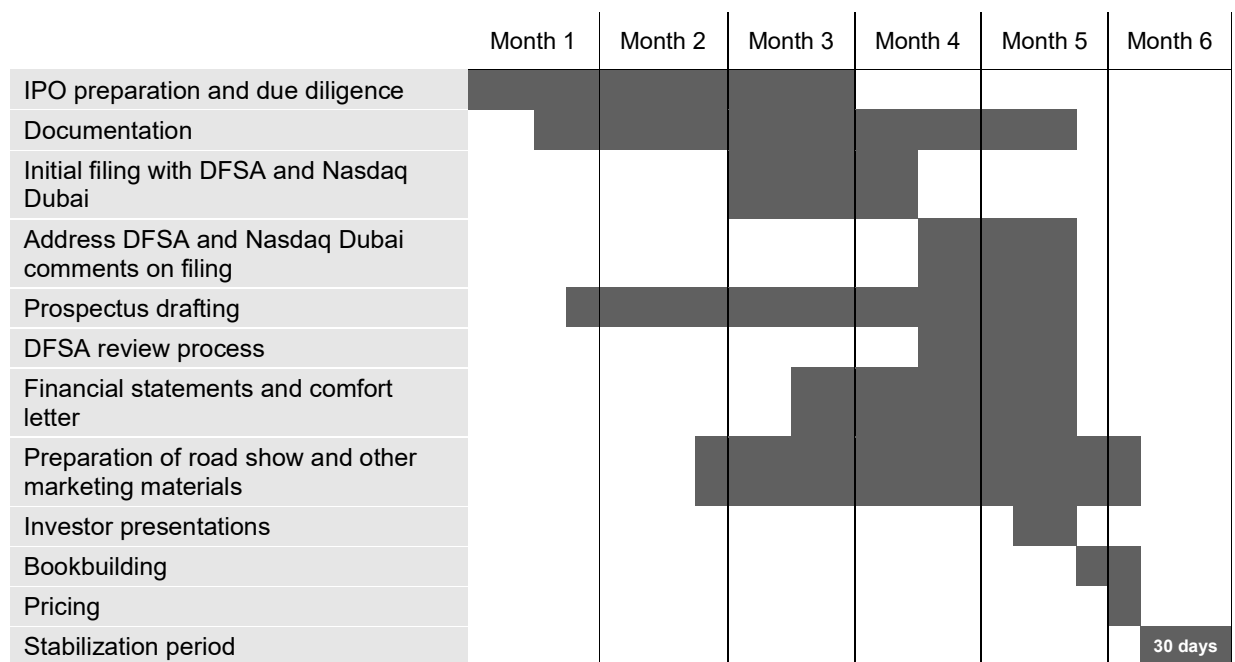 Month 1 Month 2 Month 3 Month 4 Month 5 Month 6
IPO preparation and due diligence
Documentation
Initial filing with DFSA and Nasdaq
Dubai
Address DFSA and Nasdaq Dubai
comments on filing
Prospectus drafting
DFSA review process
Financial statements and comfort
letter
Preparation of road show and other
marketing materials
Investor presentations
Bookbuilding
Pricing
Stabilization period 30 days